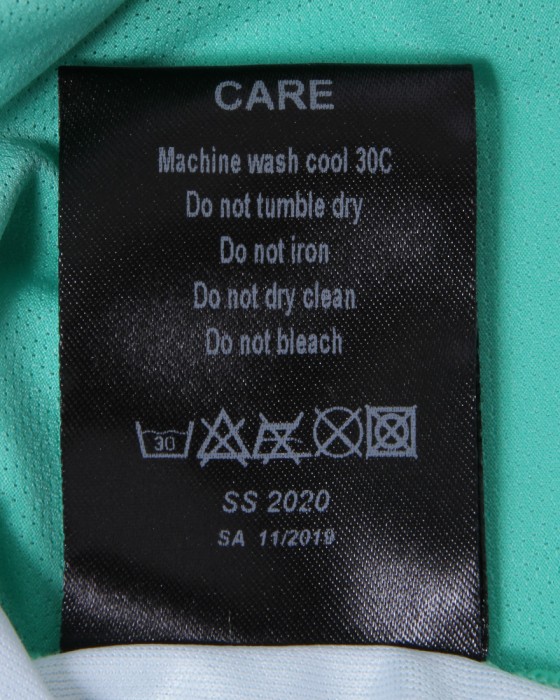 CARE
Machine wash cool 30C
Do not tumble dry
Do not iron
Do not dry clean
Do not bleach
30
SS 2020
SA 11/2019